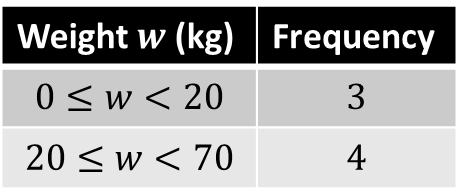 Weight w (kg) Frequency
0 ≤ w < 20 3
20 ≤ w < 70 4